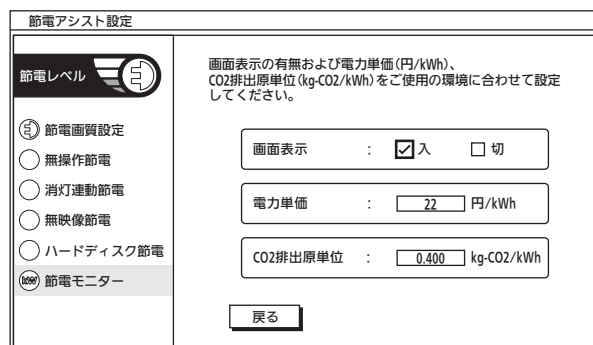 節電アシスト設定
節電レベル
節電画質設定
無操作節電
消灯連動節電
無映像節電
ハードディスク節電
節電モニター
画面表示の有無および電力単価(円/kWh)、
CO2排出原単位(kg-CO2/kWh)をご使用の環境に合わせて設定
してください。
画面表示 : 入 切
電力単価 : 22 円/kWh
CO2排出原単位 : 0.400 kg-CO2/kWh
戻る